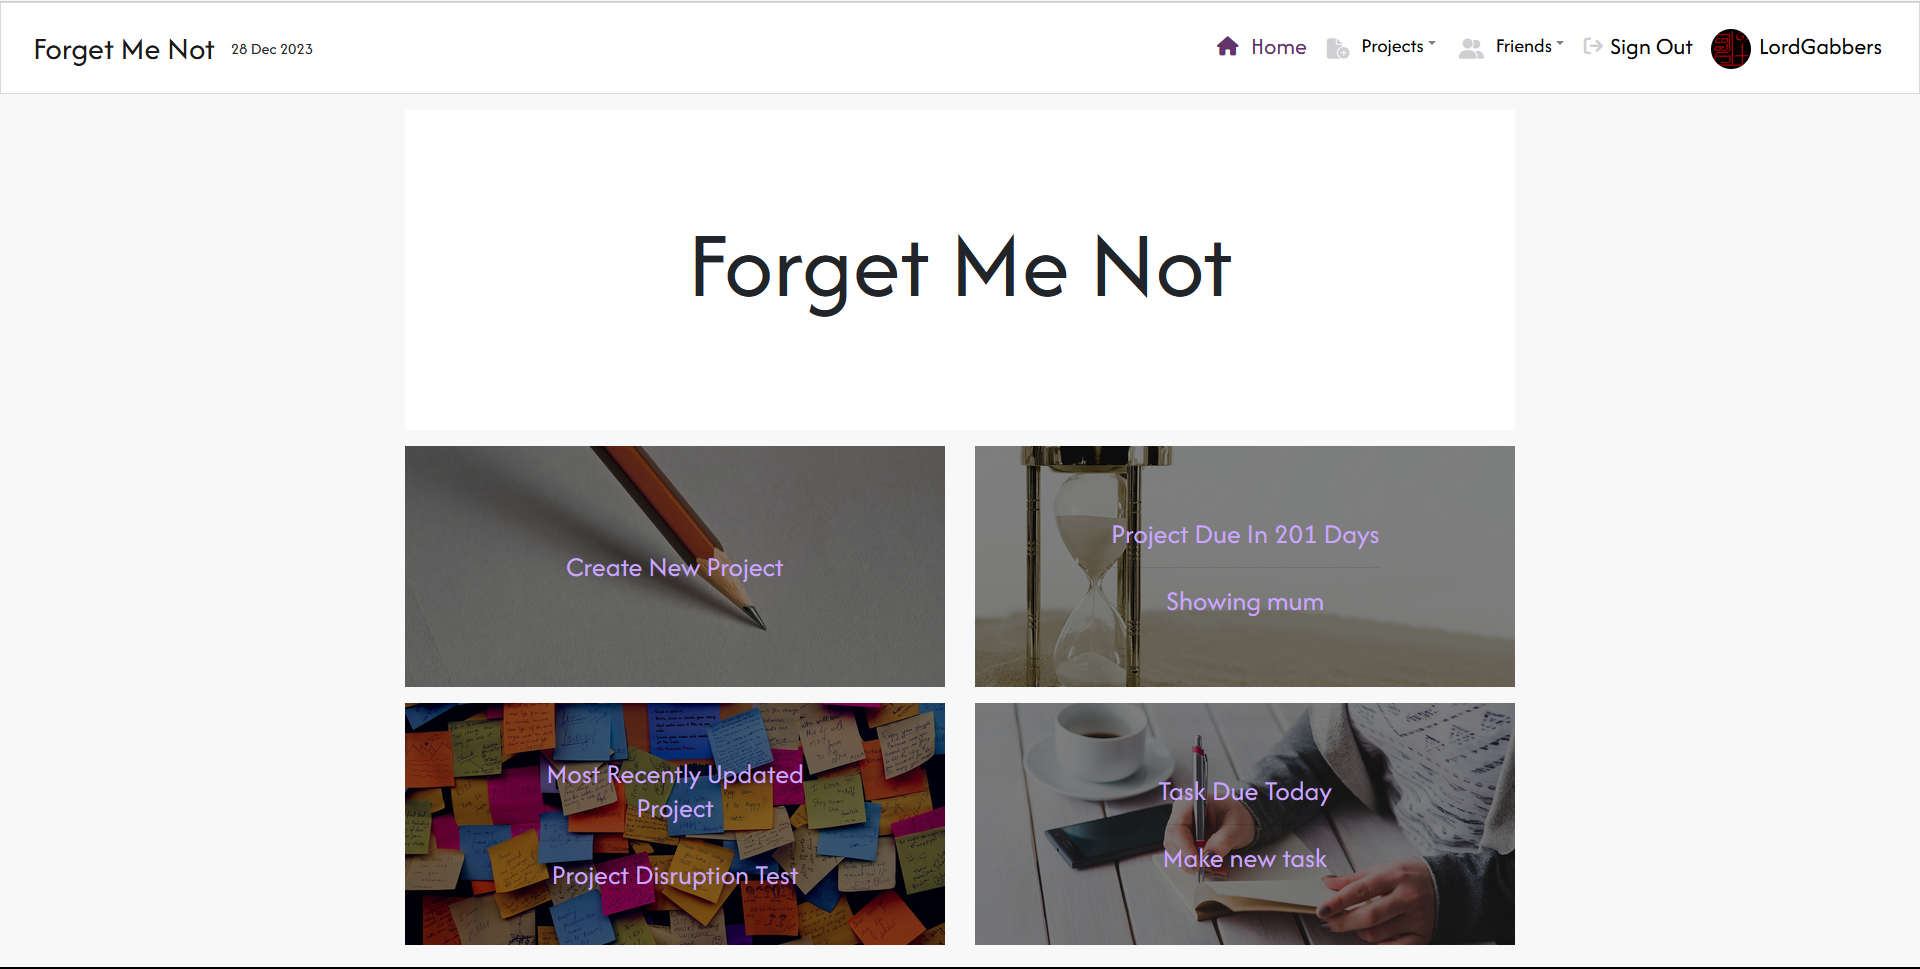 Forget Me Not 28 Dec 2023
Home Projects Friends Sign Out LordGabbers
Forget Me Not
Create New Project
Project Due In 201 Days
Showing mum
Most Recently Updated
Project
Project Disruption Test
Task Due Today
Make new task